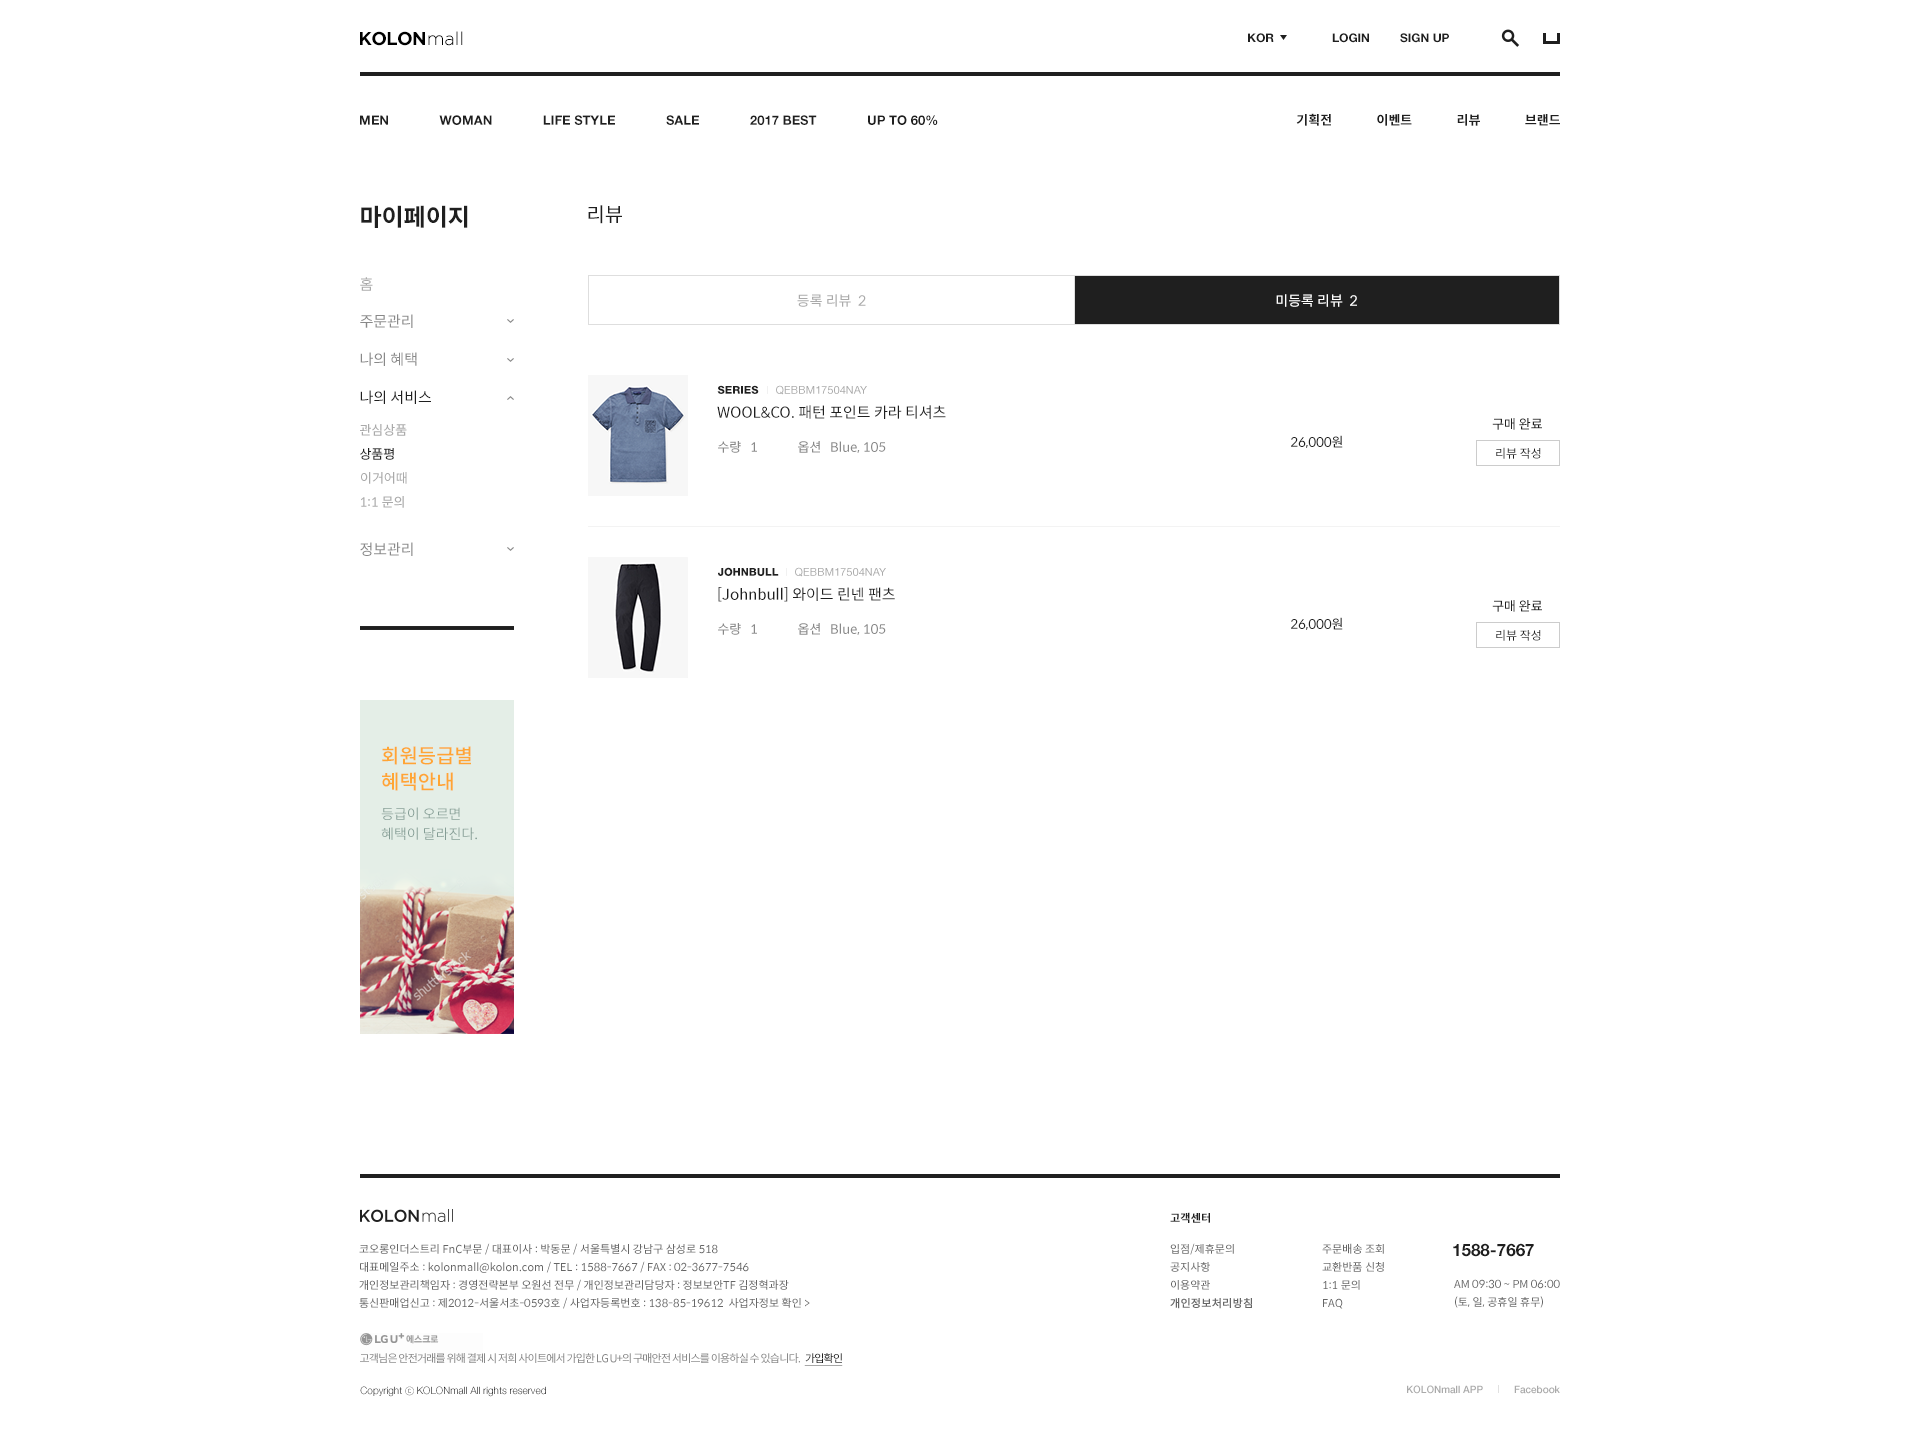 KOLONmall
KOR ▼ LOGIN SIGN UP
MEN WOMAN LIFE STYLE SALE 2017 BEST UP TO 60% 기획전 이벤트 리뷰 브랜드
마이페이지
홈
주문관리
나의 혜택
나의 서비스
관심상품
상품평
이거어때
1:1 문의
정보관리
회원등급별
혜택안내
등급이 오르면
혜택이 달라진다.
shutterstock
리뷰
등록 리뷰 2 미등록 리뷰 2
SERIES | QEBBM17504NAY
WOOL&CO. 패턴 포인트 카라 티셔츠
수량 1 옵션 Blue, 105
26,000원
구매 완료
리뷰 작성
JOHNBULL | QEBBM17504NAY
[Johnbull] 와이드 린넨 팬츠
수량 1 옵션 Blue, 105
26,000원
구매 완료
리뷰 작성
KOLONmall
코오롱인더스트리 FnC부문 / 대표이사 : 박동문 / 서울특별시 강남구 삼성로 518
대표메일주소 : kolonmall@kolon.com / TEL : 1588-7667 / FAX : 02-3677-7546
개인정보관리책임자 : 경영전략본부 오원선 전무 / 개인정보관리담당자 : 정보보안TF 김정혁과장
통신판매업신고 : 제2012-서울서초-0593호 / 사업자등록번호 : 138-85-19612 사업자정보 확인 >
LG U+ 에스크로
고객님은 안전거래를 위해 결제 시 저희 사이트에서 가입한 LG U+의 구매안전 서비스를 이용하실 수 있습니다. 가입확인
Copyright ⓒ KOLONmall All rights reserved
고객센터
입점/제휴문의
공지사항
이용약관
개인정보처리방침
주문배송 조회
교환반품 신청
1:1 문의
FAQ
1588-7667
AM 09:30 ~ PM 06:00
(토, 일, 공휴일 휴무)
KOLONmall APP | Facebook